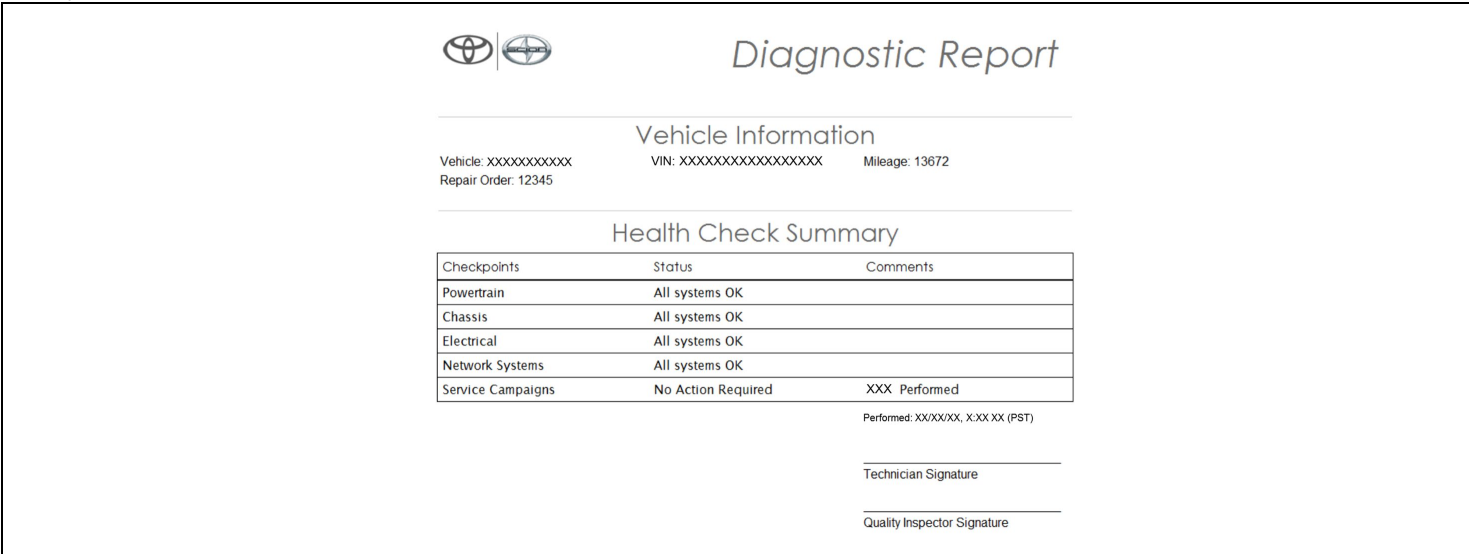 SCION
Diagnostic Report
Vehicle Information
Vehicle: XXXXXXXXXXX VIN: XXXXXXXXXXXXXXXXX Mileage: 13672
Repair Order: 12345
Health Check Summary
Checkpoints Status Comments
Powertrain All systems OK
Chassis All systems OK
Electrical All systems OK
Network Systems All systems OK
Service Campaigns No Action Required XXX Performed
Performed: XX/XX/XX, X:XX XX (PST)
Technician Signature
Quality Inspector Signature